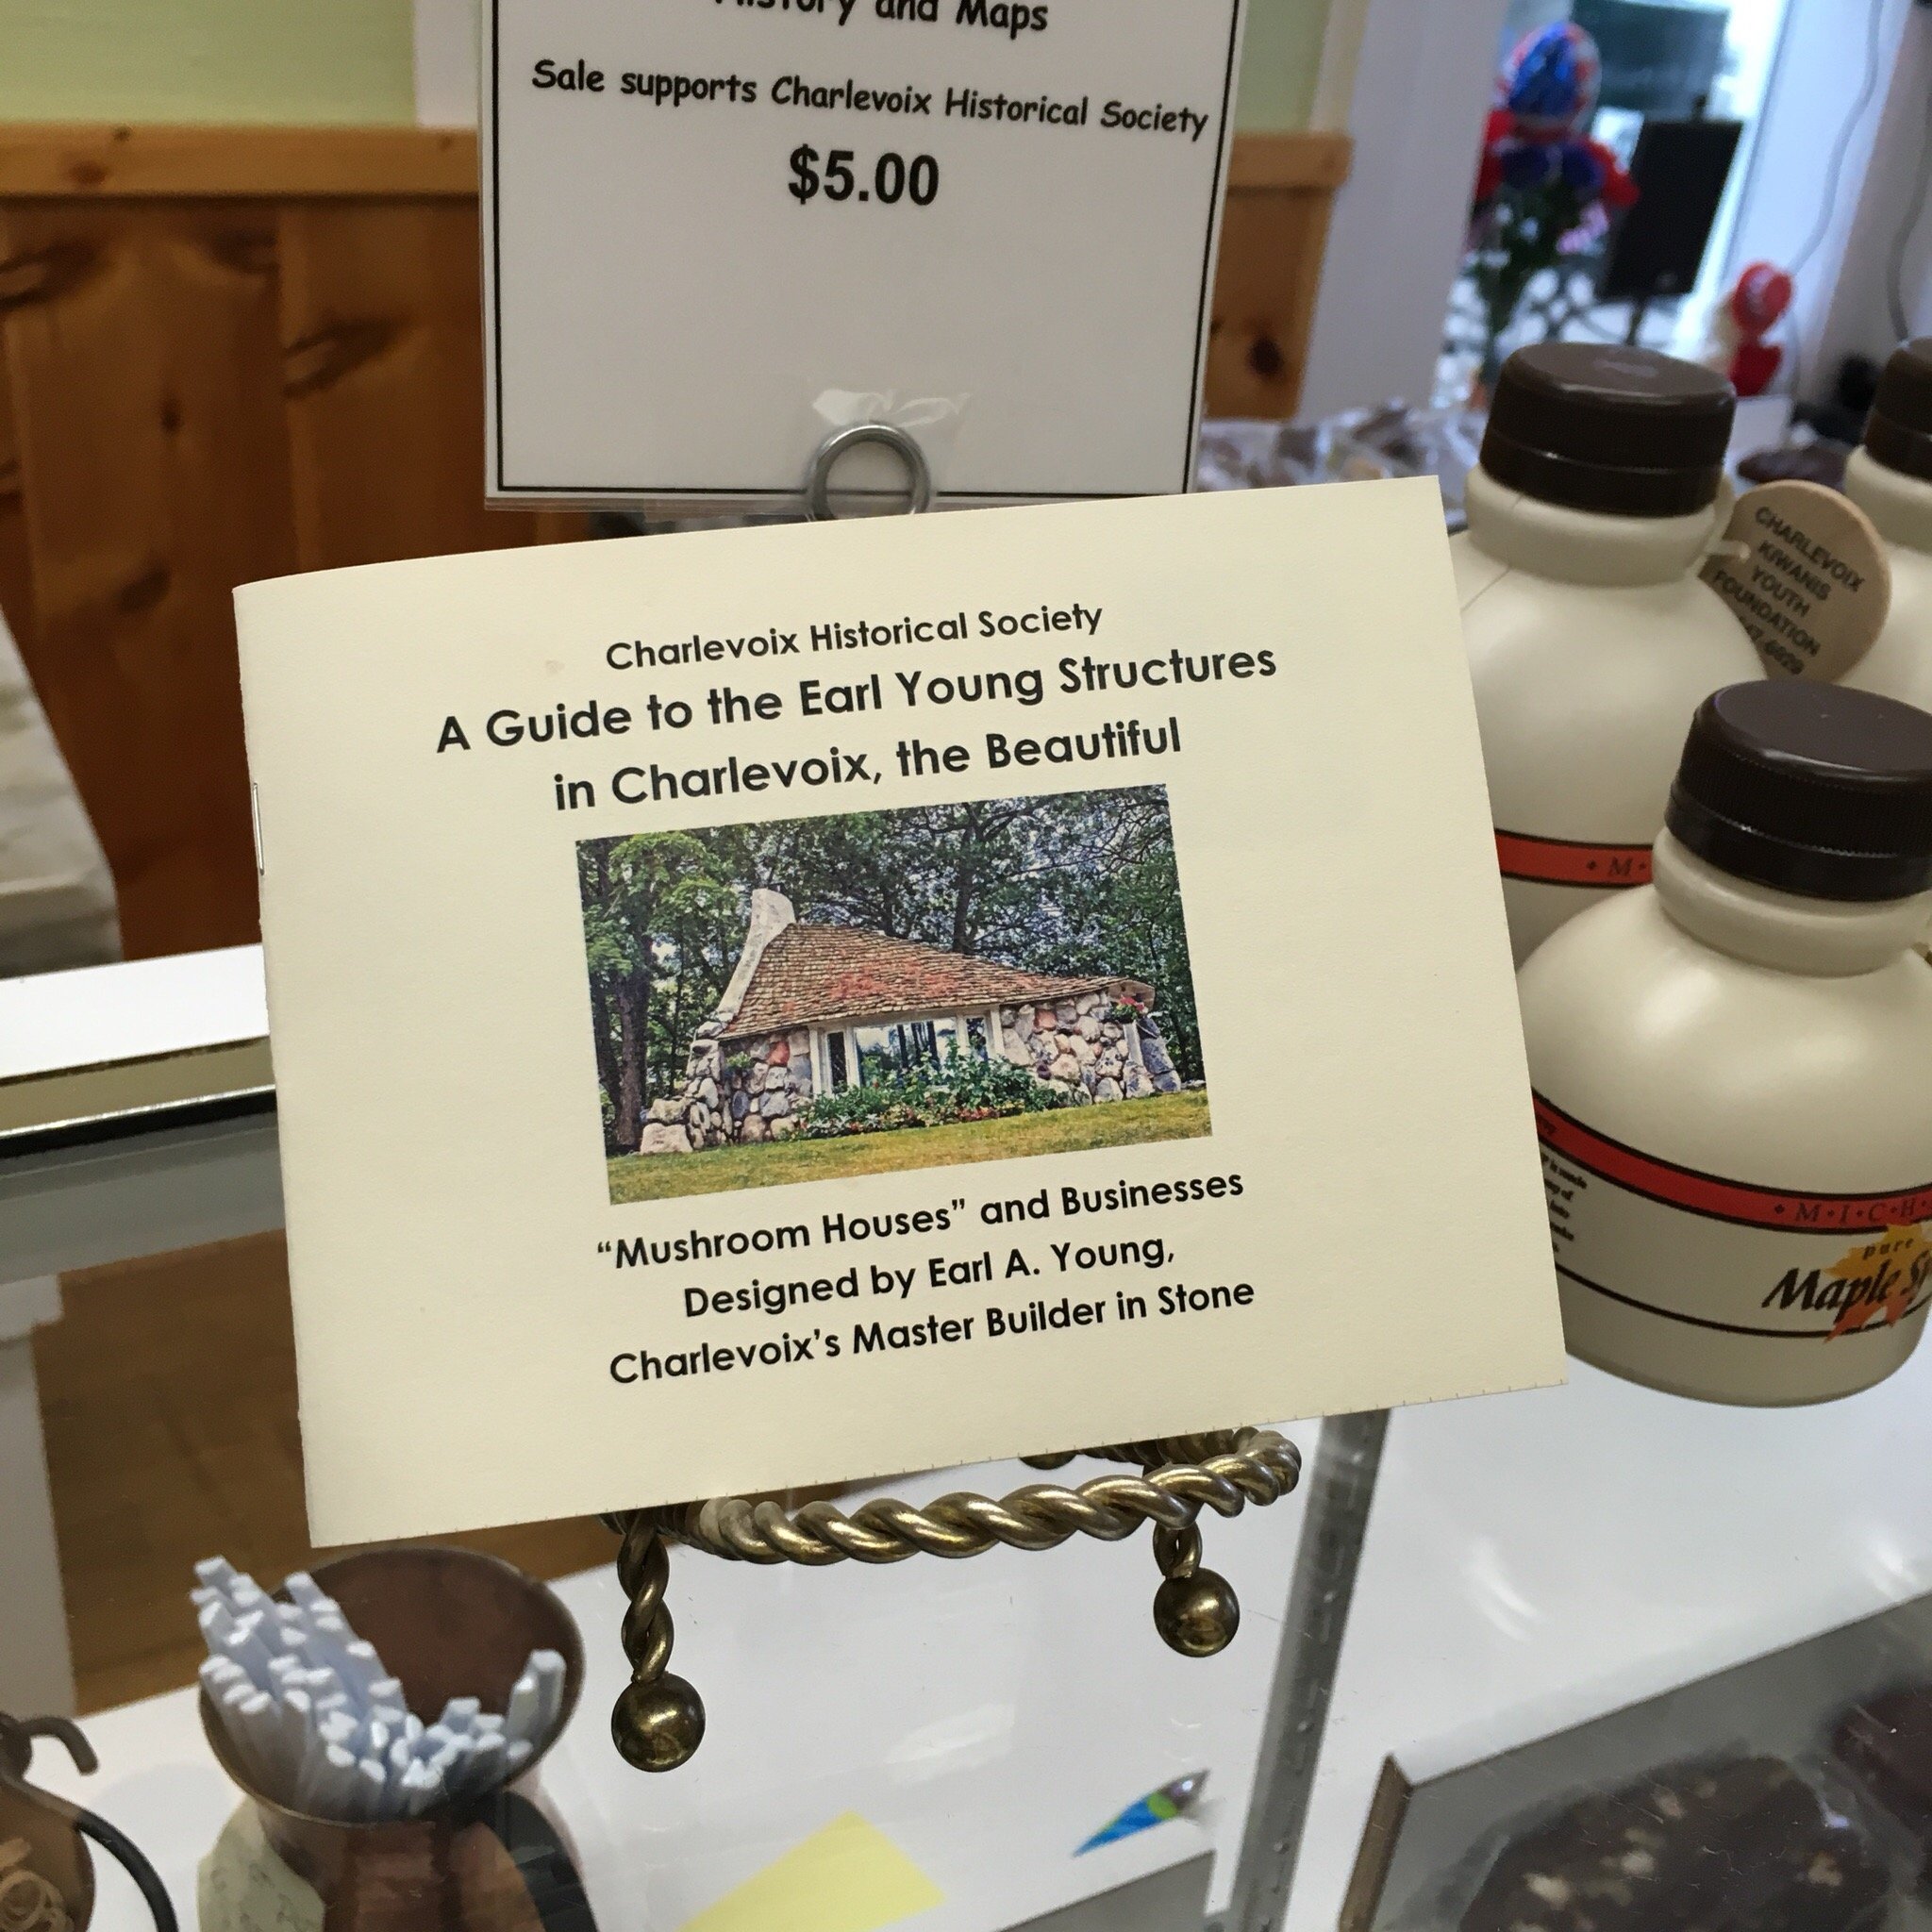 History and Maps
Sale supports Charlevoix Historical Society
$5.00
Charlevoix Historical Society
A Guide to the Earl Young Structures
in Charlevoix, the Beautiful
“Mushroom Houses” and Businesses
Designed by Earl A. Young,
Charlevoix’s Master Builder in Stone
CHARLEVOIX
KIWANIS
YOUTH
FOUNDATION
pure
Maple